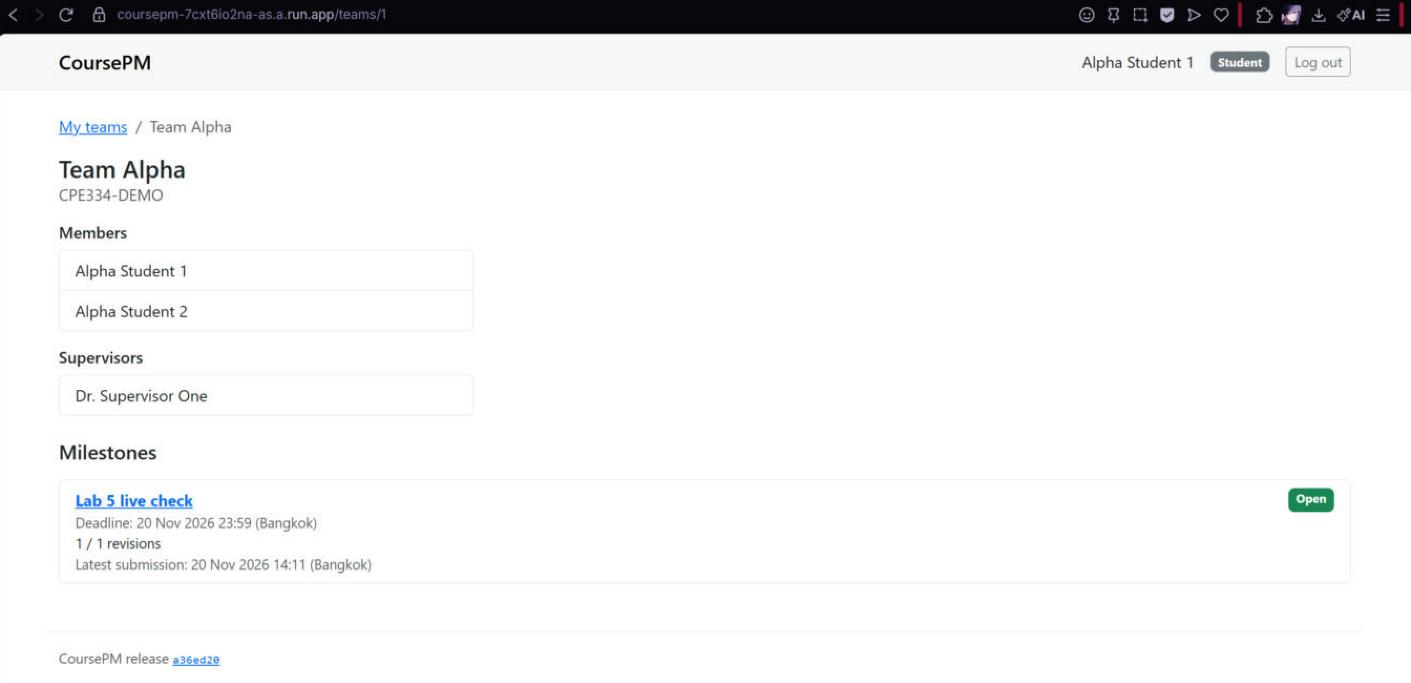 coursepm-7cxt6io2na-as.a.run.app/teams/1
AI
CoursePM
Alpha Student 1 Student Log out
My teams / Team Alpha
Team Alpha
CPE334-DEMO
Members
Alpha Student 1
Alpha Student 2
Supervisors
Dr. Supervisor One
Milestones
Lab 5 live check Open
Deadline: 20 Nov 2026 23:59 (Bangkok)
1 / 1 revisions
Latest submission: 20 Nov 2026 14:11 (Bangkok)
CoursePM release a36ed20